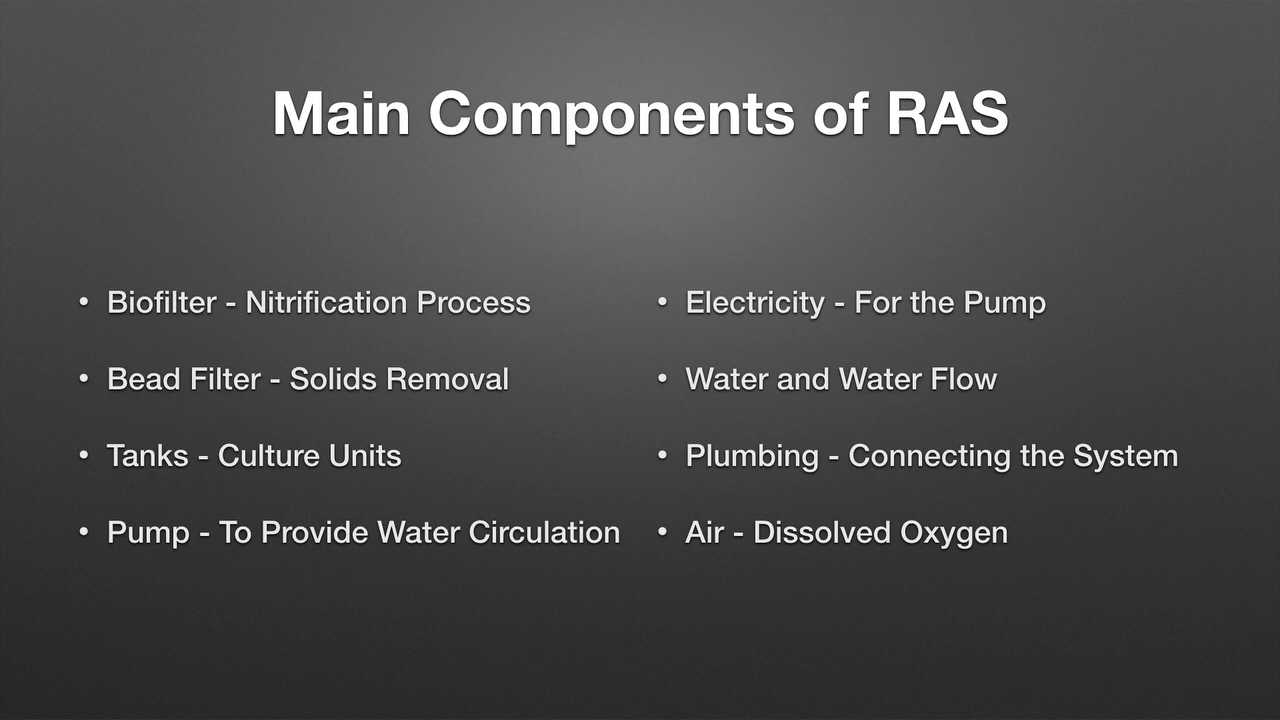 Main Components of RAS
• Biofilter - Nitrification Process
• Bead Filter - Solids Removal
• Tanks - Culture Units
• Pump - To Provide Water Circulation
• Electricity - For the Pump
• Water and Water Flow
• Plumbing - Connecting the System
• Air - Dissolved Oxygen